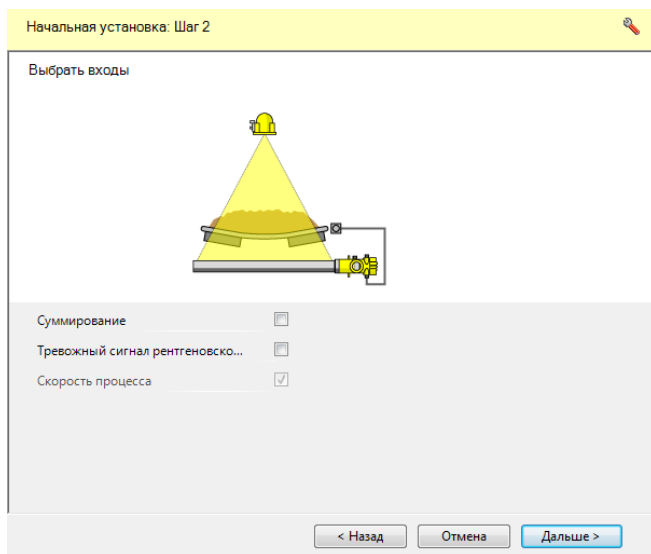 Начальная установка: Шаг 2
Выбрать входы
Суммирование
Тревожный сигнал рентгеновско...
Скорость процесса
< Назад
Отмена
Дальше >